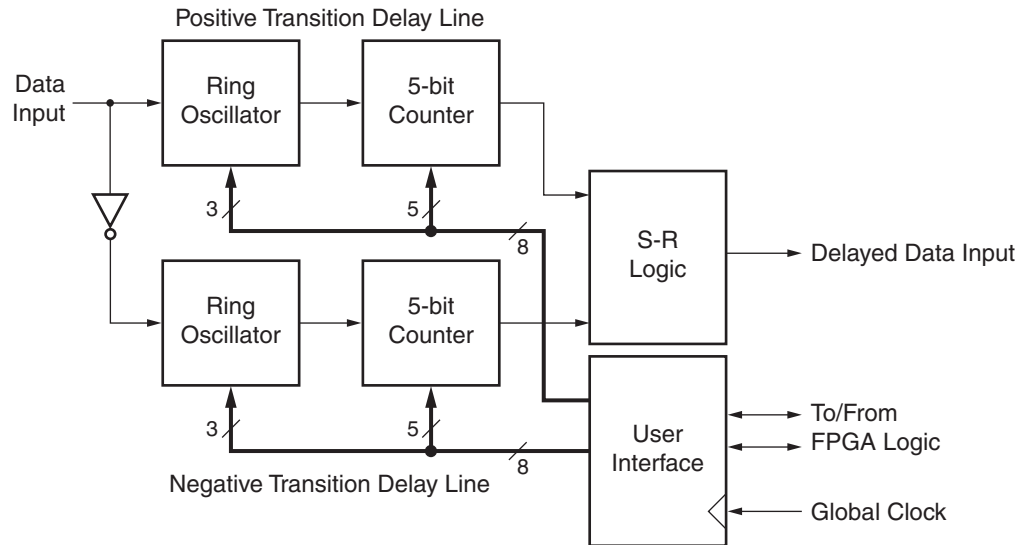 Positive Transition Delay Line
Data
Input
Ring
Oscillator
5-bit
Counter
3
5
8
S-R
Logic
Delayed Data Input
Ring
Oscillator
5-bit
Counter
3
5
8
User
Interface
To/From
FPGA Logic
Global Clock
Negative Transition Delay Line